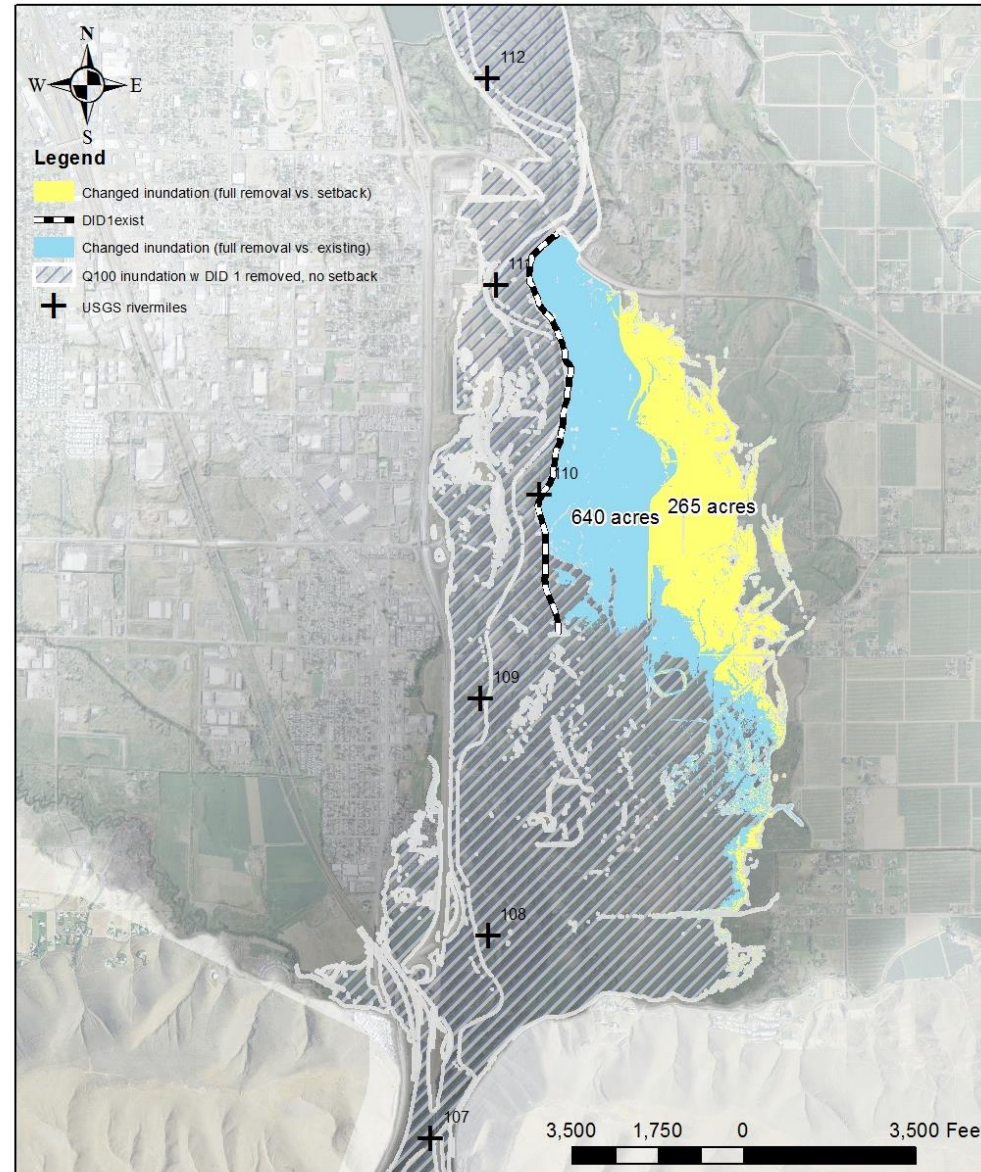 N
W E
S
Legend
Changed inundation (full removal vs. setback)
DID1exist
Changed inundation (full removal vs. existing)
Q100 inundation w DID 1 removed, no setback
USGS rivermiles
112
111
110
640 acres 265 acres
109
108
107
3,500 1,750 0 3,500 Fee